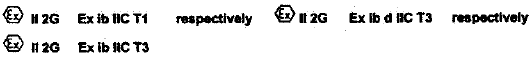 Ex II 2G Ex ib IIC T1 respectively Ex II 2G Ex ib d IIC T3 respectively
Ex II 2G Ex ib IIC T3